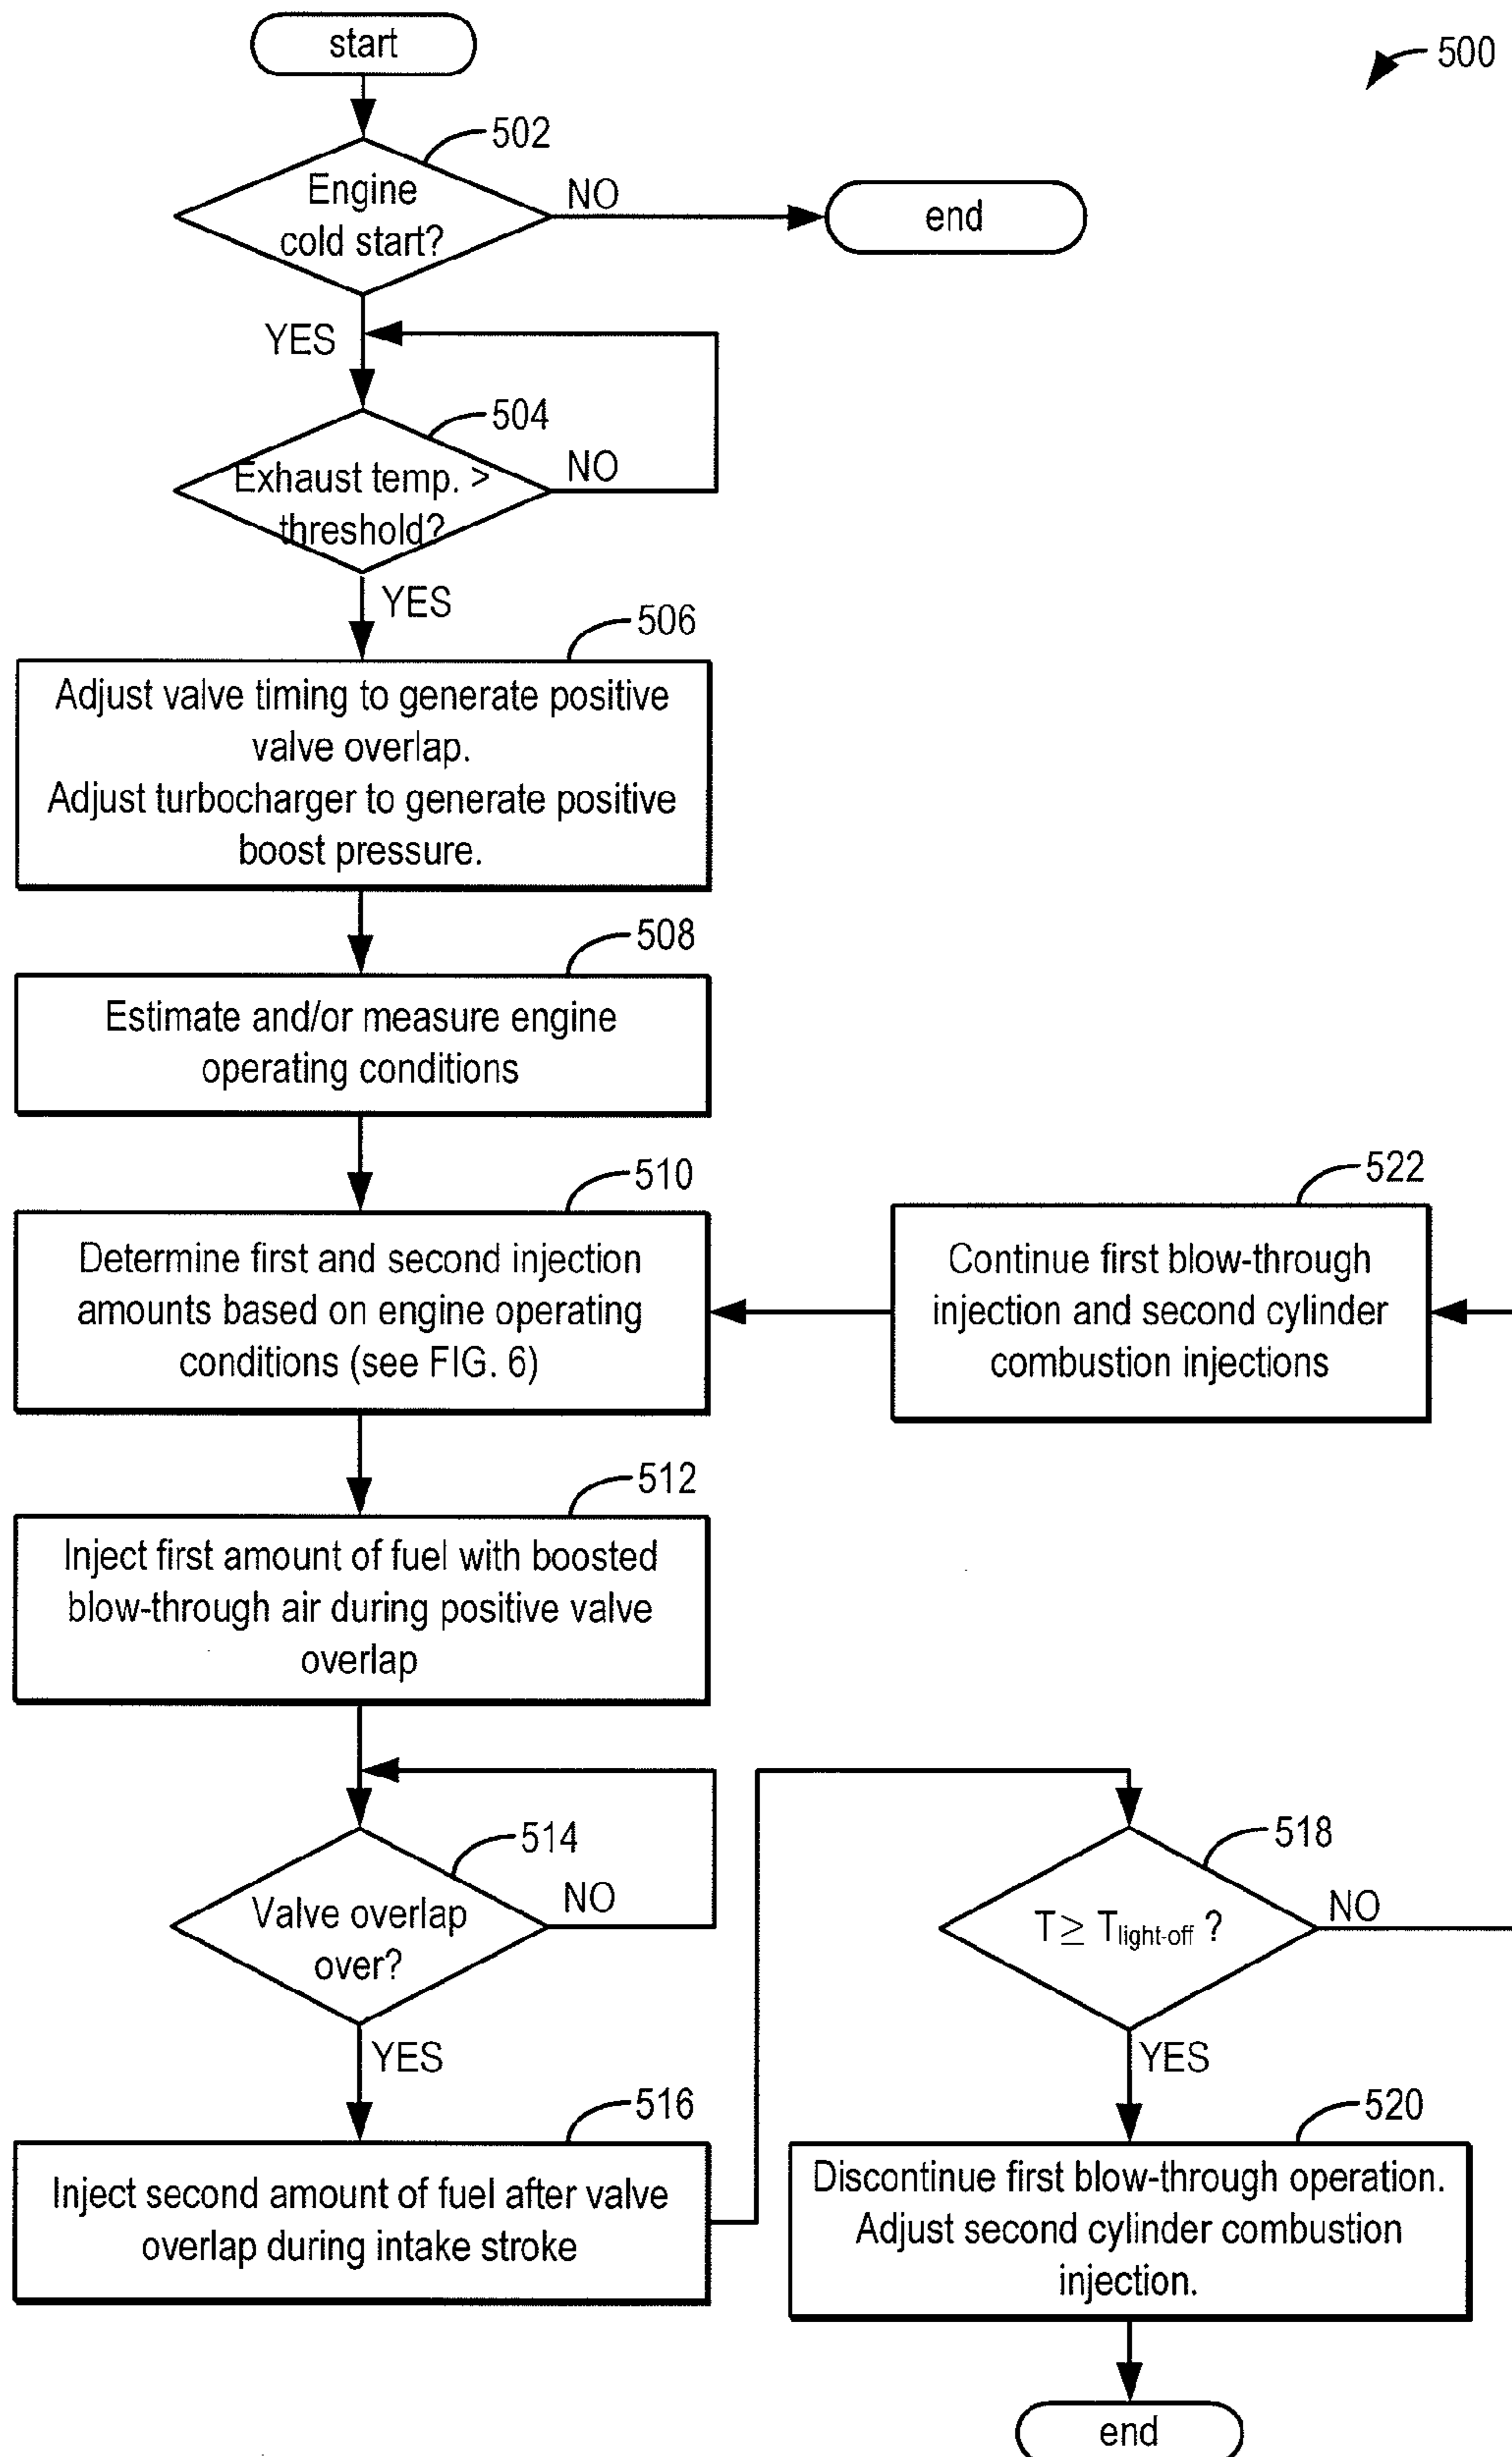 start
500
502
Engine
cold start?
NO
end
YES
504
Exhaust temp. >
threshold?
NO
YES
506
Adjust valve timing to generate positive
valve overlap.
Adjust turbocharger to generate positive
boost pressure.
508
Estimate and/or measure engine
operating conditions
510
Determine first and second injection
amounts based on engine operating
conditions (see FIG. 6)
522
Continue first blow-through
injection and second cylinder
combustion injections
512
Inject first amount of fuel with boosted
blow-through air during positive valve
overlap
514
Valve overlap
over?
NO
YES
516
Inject second amount of fuel after valve
overlap during intake stroke
518
T ≥ Tlight-off ?
NO
YES
520
Discontinue first blow-through operation.
Adjust second cylinder combustion
injection.
end